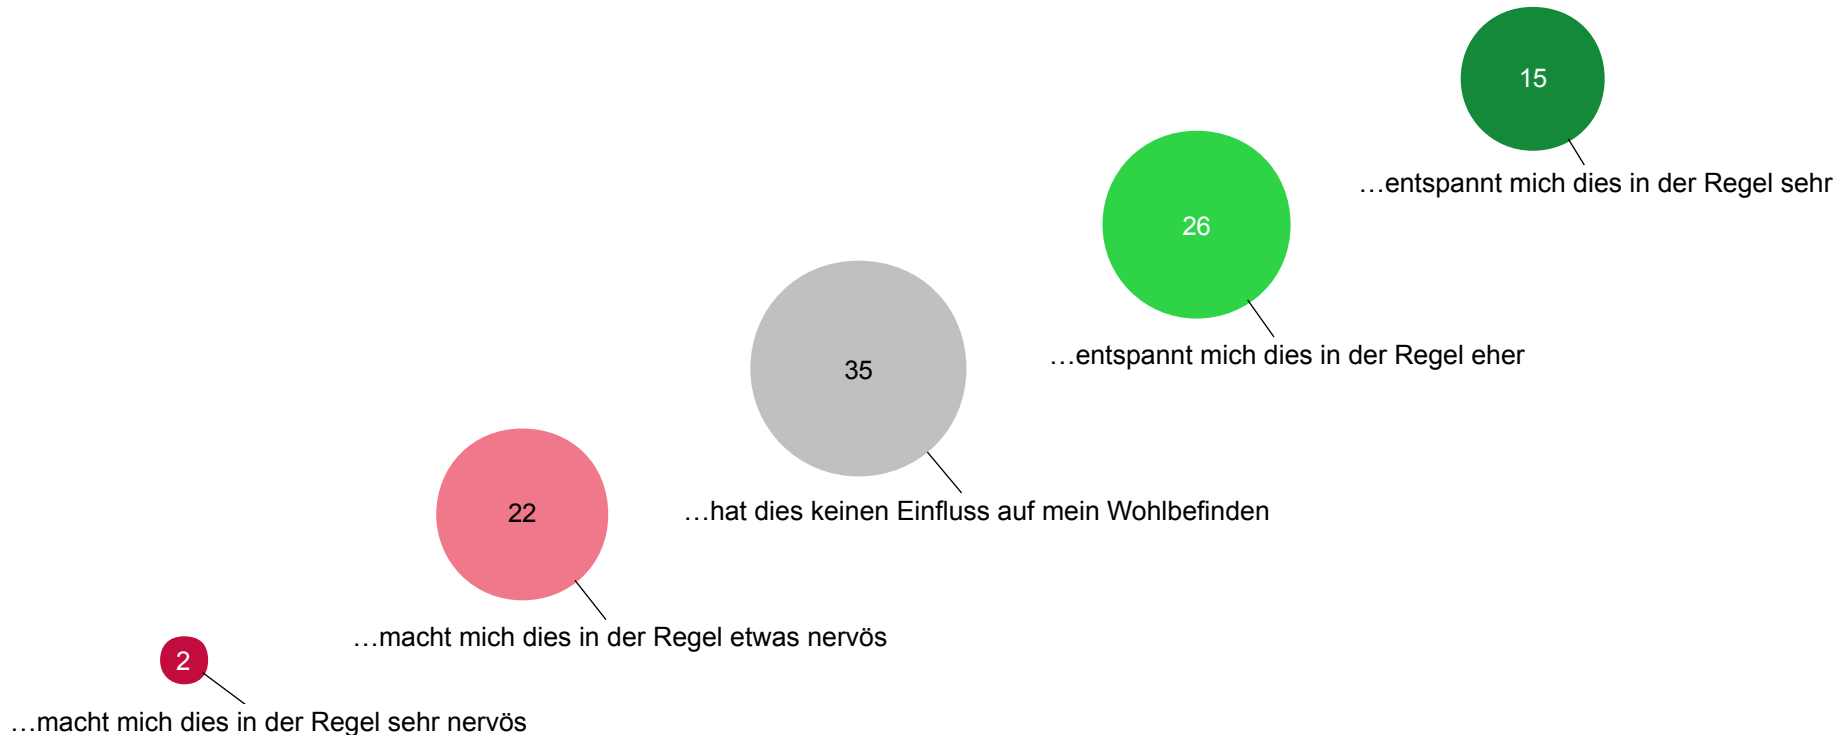 15
…entspannt mich dies in der Regel sehr
26
…entspannt mich dies in der Regel eher
35
…hat dies keinen Einfluss auf mein Wohlbefinden
22
…macht mich dies in der Regel etwas nervös
2
…macht mich dies in der Regel sehr nervös